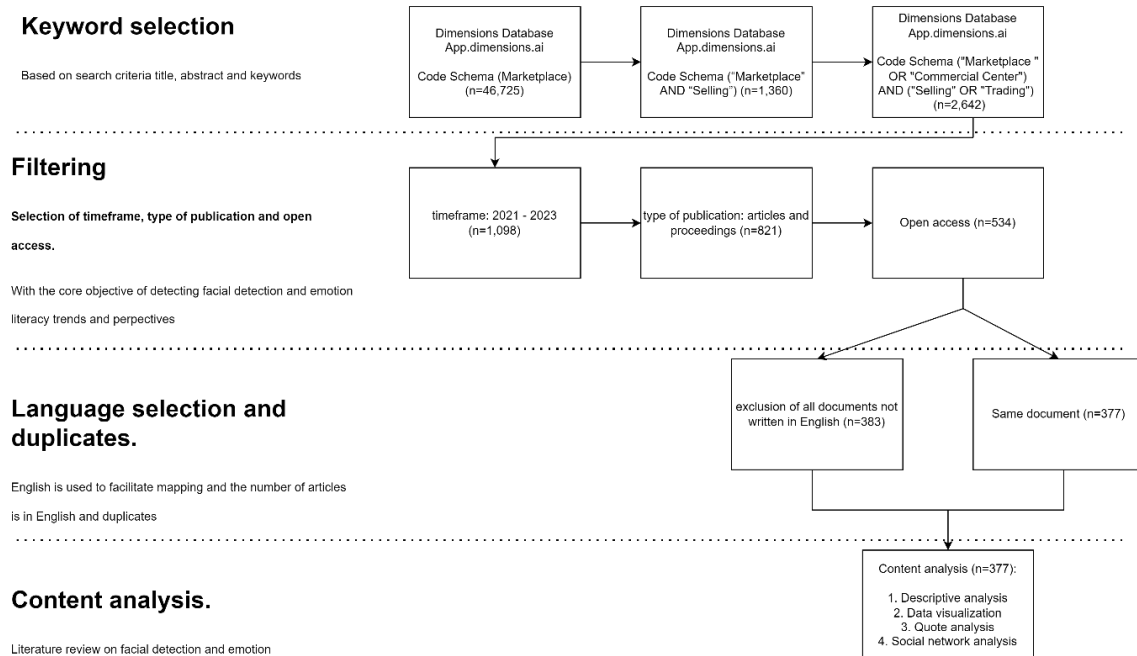 Keyword selection
Based on search criteria title, abstract and keywords
Dimensions Database
App.dimensions.ai
Code Schema (Marketplace)
(n=46,725)
Dimensions Database
App.dimensions.ai
Code Schema ("Marketplace"
AND "Selling") (n=1,360)
Dimensions Database
App.dimensions.ai
Code Schema ("Marketplace "
OR "Commercial Center")
AND ("Selling" OR "Trading")
(n=2,642)
Filtering
Selection of timeframe, type of publication and open
access.
With the core objective of detecting facial detection and emotion
literacy trends and perpectives
timeframe: 2021 - 2023
(n=1,098)
type of publication: articles and
proceedings (n=821)
Open access (n=534)
Language selection and
duplicates.
English is used to facilitate mapping and the number of articles
is in English and duplicates
exclusion of all documents not
written in English (n=383)
Same document (n=377)
Content analysis.
Literature review on facial detection and emotion
Content analysis (n=377):
1. Descriptive analysis
2. Data visualization
3. Quote analysis
4. Social network analysis